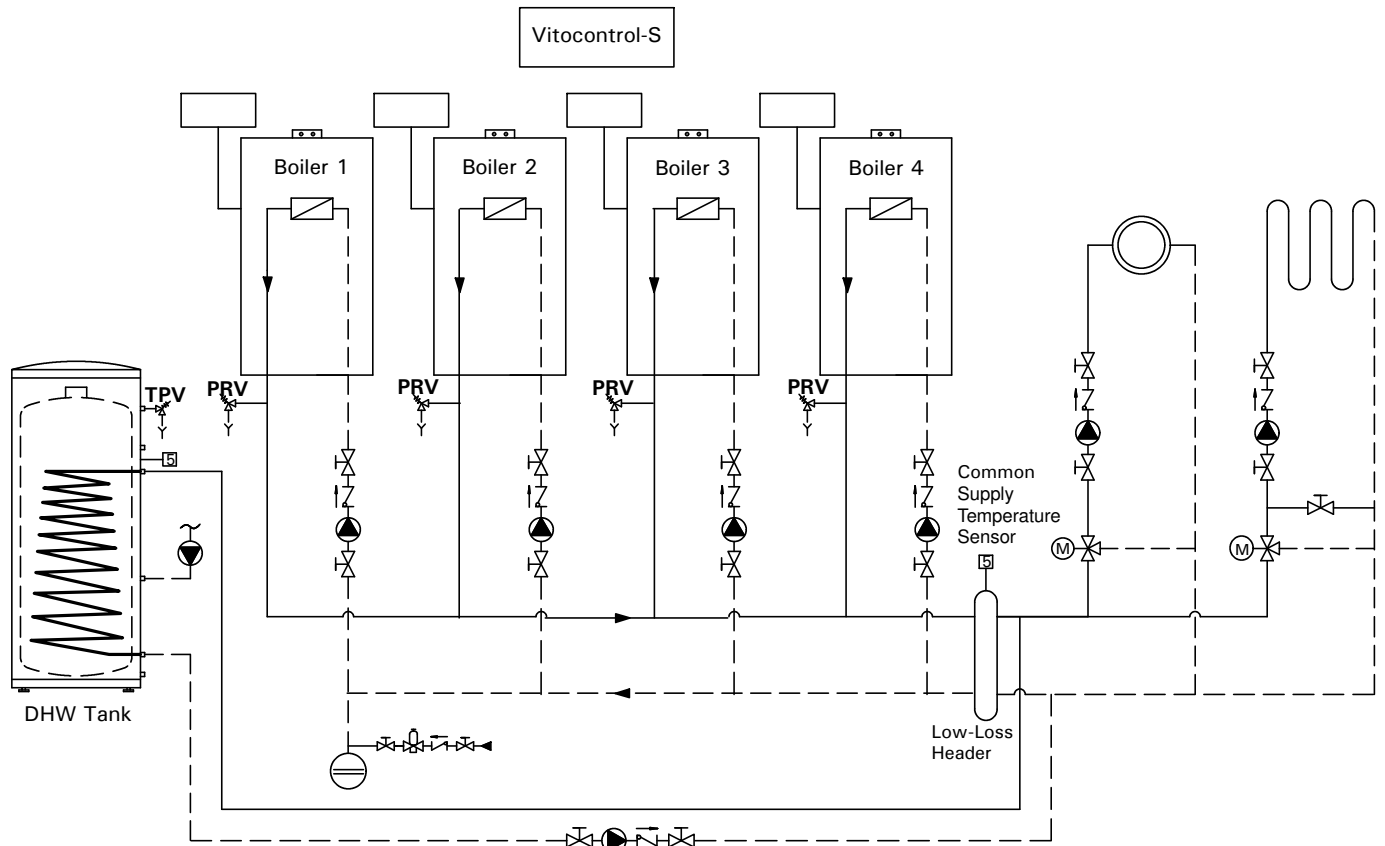 Vitocontrol-S
Boiler 1
Boiler 2
Boiler 3
Boiler 4
TPV
PRV
PRV
PRV
PRV
5
Common
Supply
Temperature
Sensor
M
M
5
DHW Tank
Low-Loss
Header